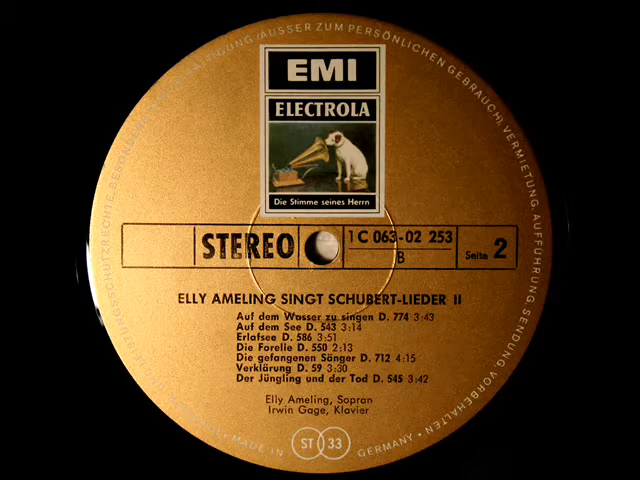 EMI
ELECTROLA
Die Stimme seines Herrn
STEREO
1 C 063-02 253
B
Seite 2
ELLY AMELING SINGT SCHUBERT-LIEDER II
Auf dem Wasser zu singen D. 774 3:43
Auf dem See D. 543 3:14
Erlafsee D. 586 3:51
Die Forelle D. 550 2:13
Die gefangenen Sänger D. 712 4:15
Verklärung D. 59 3:30
Der Jüngling und der Tod D. 545 3:42
Elly Ameling, Sopran
Irwin Gage, Klavier
ST 33
(AUSSER ZUM PERSÖNLICHEN GEBRAUCH), VERMIETUNG, AUFFÜHRUNG, SENDUNG VORBEHALTEN
MADE IN GERMANY